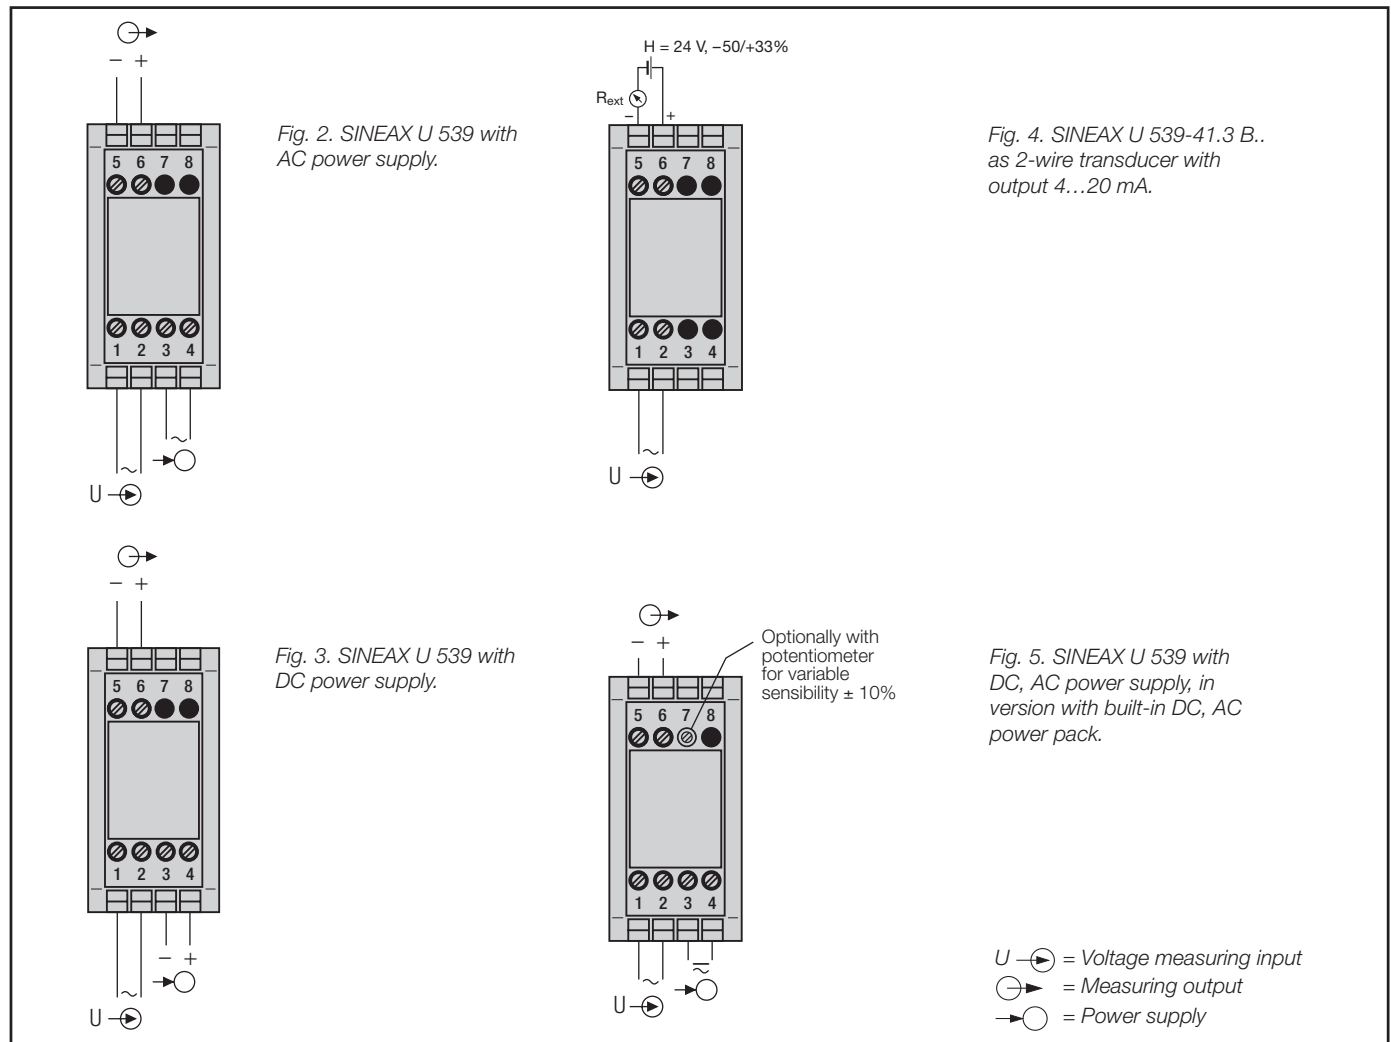 − +
5 6 7 8
1 2 3 4
~
~
U
Fig. 2. SINEAX U 539 with
AC power supply.
H = 24 V, −50/+33%
Rext
− +
5 6 7 8
1 2 3 4
~
U
Fig. 4. SINEAX U 539-41.3 B..
as 2-wire transducer with
output 4…20 mA.
− +
5 6 7 8
1 2 3 4
− +
~
U
Fig. 3. SINEAX U 539 with
DC power supply.
− +
Optionally with
potentiometer
for variable
sensibility ± 10%
5 6 7 8
1 2 3 4
~
U
Fig. 5. SINEAX U 539 with
DC, AC power supply, in
version with built-in DC, AC
power pack.
U = Voltage measuring input
= Measuring output
= Power supply